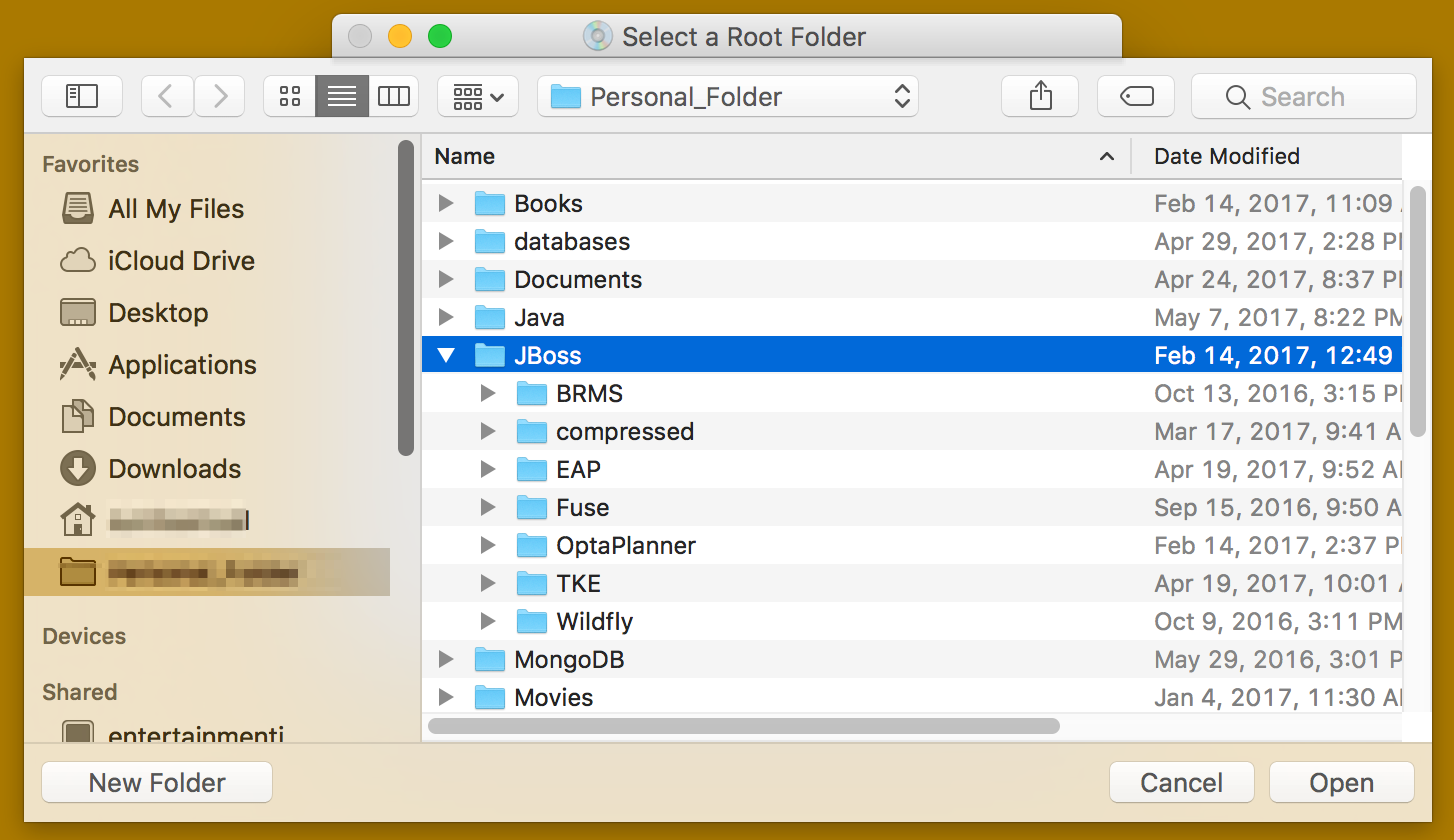 Select a Root Folder
Personal_Folder
Search
Favorites
All My Files
iCloud Drive
Desktop
Applications
Documents
Downloads
Devices
Shared
entertainmenti
Name Date Modified
Books Feb 14, 2017, 11:09
databases Apr 29, 2017, 2:28 P
Documents Apr 24, 2017, 8:37 P
Java May 7, 2017, 8:22 PM
JBoss Feb 14, 2017, 12:49
BRMS Oct 13, 2016, 3:15 P
compressed Mar 17, 2017, 9:41 A
EAP Apr 19, 2017, 9:52 A
Fuse Sep 15, 2016, 9:50 A
OptaPlanner Feb 14, 2017, 2:37 P
TKE Apr 19, 2017, 10:01
Wildfly Oct 9, 2016, 3:11 PM
MongoDB May 29, 2016, 3:01 P
Movies Jan 4, 2017, 11:30 A
New Folder
Cancel
Open